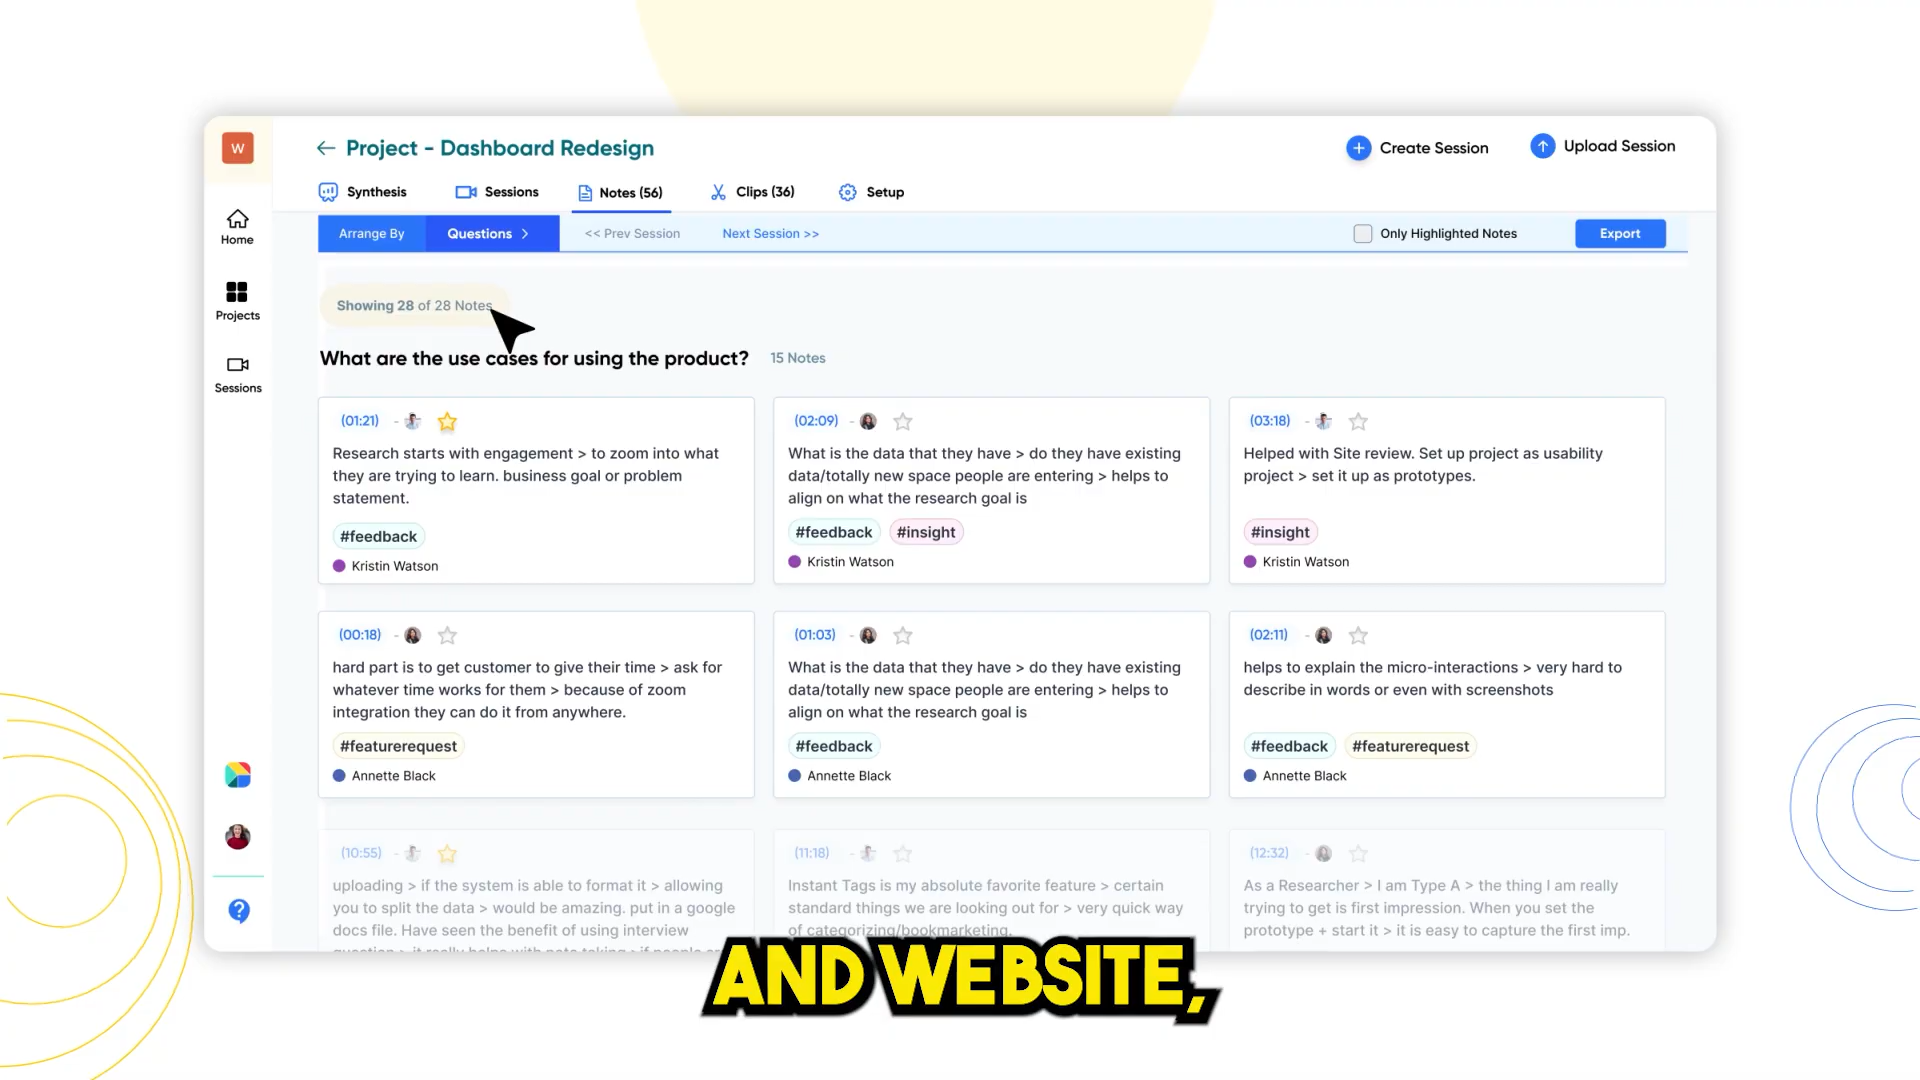 W
Project - Dashboard Redesign
Create Session
Upload Session
Synthesis
Sessions
Notes (56)
Clips (36)
Setup
Home
Projects
Sessions
Arrange By
Questions >
<< Prev Session
Next Session >>
Only Highlighted Notes
Export
Showing 28 of 28 Notes
What are the use cases for using the product?
15 Notes
(01:21) -
Research starts with engagement > to zoom into what
they are trying to learn. business goal or problem
statement.
#feedback
Kristin Watson
(02:09) -
What is the data that they have > do they have existing
data/totally new space people are entering > helps to
align on what the research goal is
#feedback #insight
Kristin Watson
(03:18) -
Helped with Site review. Set up project as usability
project > set it up as prototypes.
#insight
Kristin Watson
(00:18) -
hard part is to get customer to give their time > ask for
whatever time works for them > because of zoom
integration they can do it from anywhere.
#featurerequest
Annette Black
(01:03) -
What is the data that they have > do they have existing
data/totally new space people are entering > helps to
align on what the research goal is
#feedback
Annette Black
(02:11) -
helps to explain the micro-interactions > very hard to
describe in words or even with screenshots
#feedback #featurerequest
Annette Black
(10:55) -
uploading > if the system is able to format it > allowing
you to split the data > would be amazing. put in a google
docs file. Have seen the benefit of using interview
(11:18) -
Instant Tags is my absolute favorite feature > certain
standard things we are looking out for > very quick way
of categorizing/bookmarketing.
(12:32) -
As a Researcher > I am Type A > the thing I am really
trying to get is first impression. When you set the
prototype + start it > it is easy to capture the first imp.
?
AND WEBSITE,